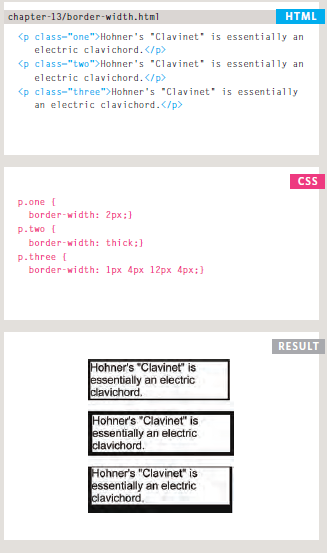 chapter-13/border-width.html
HTML
<p class="one">Hohner's "Clavinet" is essentially an
electric clavichord.</p>
<p class="two">Hohner's "Clavinet" is essentially an
electric clavichord.</p>
<p class="three">Hohner's "Clavinet" is essentially
an electric clavichord.</p>
CSS
p.one {
border-width: 2px;}
p.two {
border-width: thick;}
p.three {
border-width: 1px 4px 12px 4px;}
RESULT
Hohner's "Clavinet" is
essentially an electric
clavichord.
Hohner's "Clavinet" is
essentially an electric
clavichord.
Hohner's "Clavinet" is
essentially an electric
clavichord.